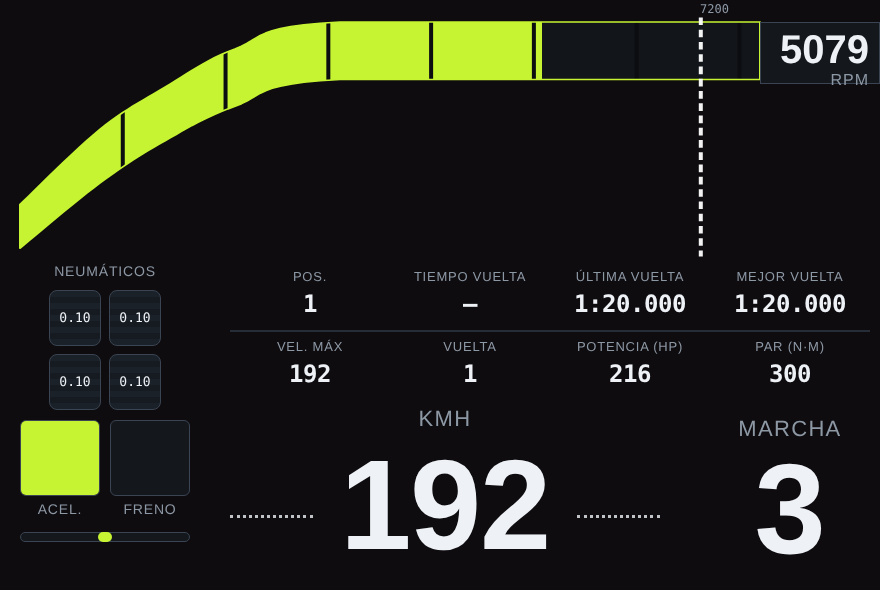 7200
5079
RPM
NEUMÁTICOS
0.10 0.10
0.10 0.10
ACEL. FRENO
POS. TIEMPO VUELTA ÚLTIMA VUELTA MEJOR VUELTA
1 — 1:20.000 1:20.000
VEL. MÁX VUELTA POTENCIA (HP) PAR (N·M)
192 1 216 300
KMH MARCHA
192 3